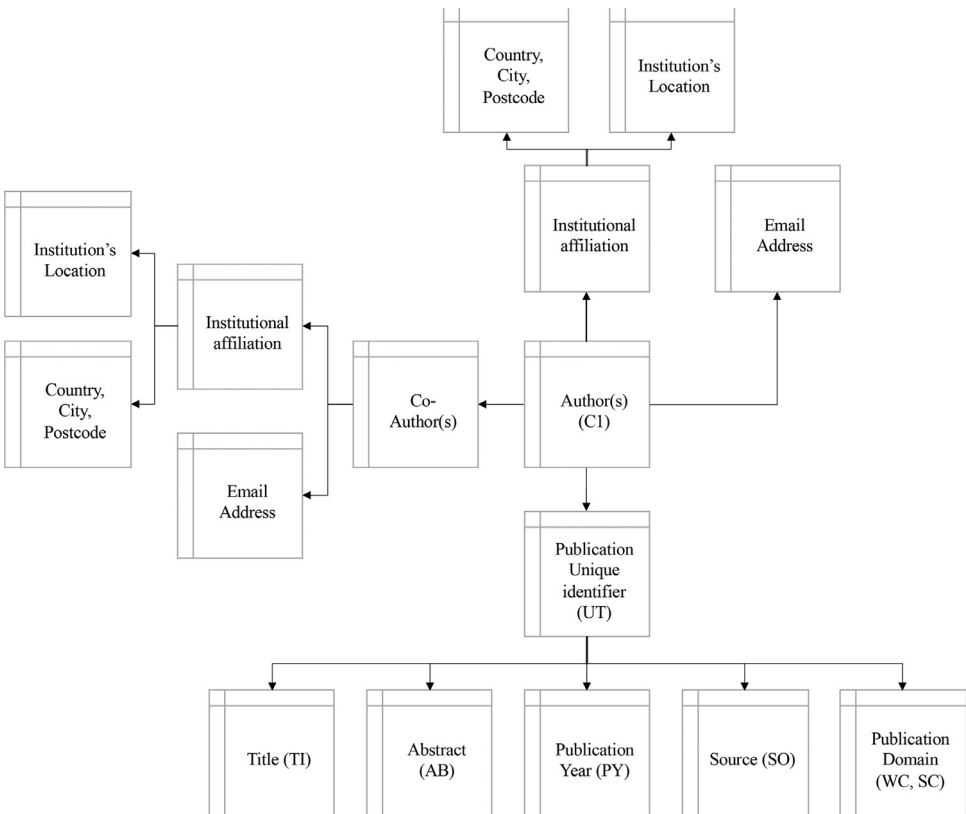 Country,
City,
Postcode
Institution’s
Location
Institutional
affiliation
Email
Address
Institution’s
Location
Institutional
affiliation
Country,
City,
Postcode
Co-
Author(s)
Author(s)
(C1)
Email
Address
Publication
Unique
identifier
(UT)
Title (TI)
Abstract
(AB)
Publication
Year (PY)
Source (SO)
Publication
Domain
(WC, SC)